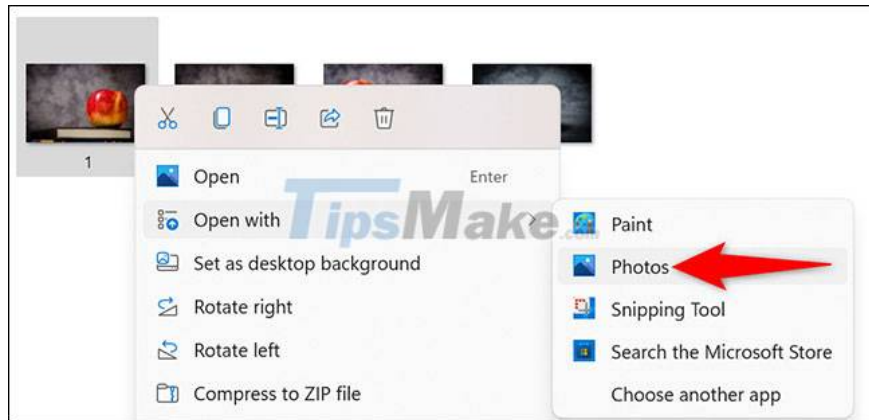 1
Open Enter
Open with
TipsMake.com
Paint
Set as desktop background
Photos
Rotate right
Snipping Tool
Rotate left
Search the Microsoft Store
Compress to ZIP file
Choose another app